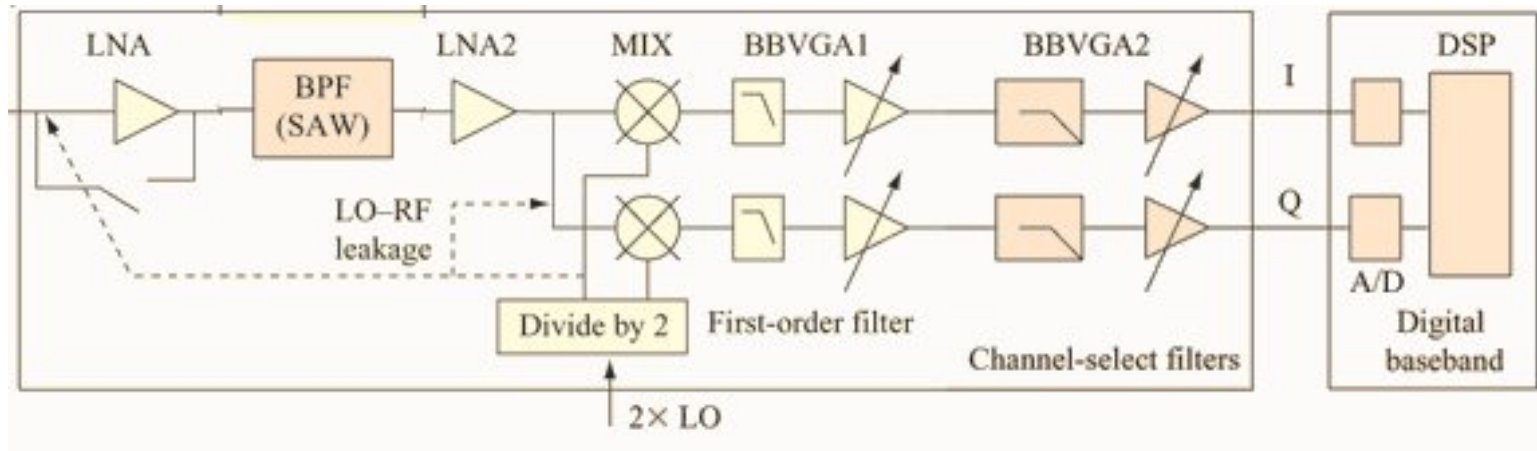 LNA
LNA2
MIX
BBVGA1
BBVGA2
DSP
BPF
(SAW)
I
LO–RF
leakage
Q
A/D
Divide by 2
First-order filter
Digital
baseband
Channel-select filters
2× LO